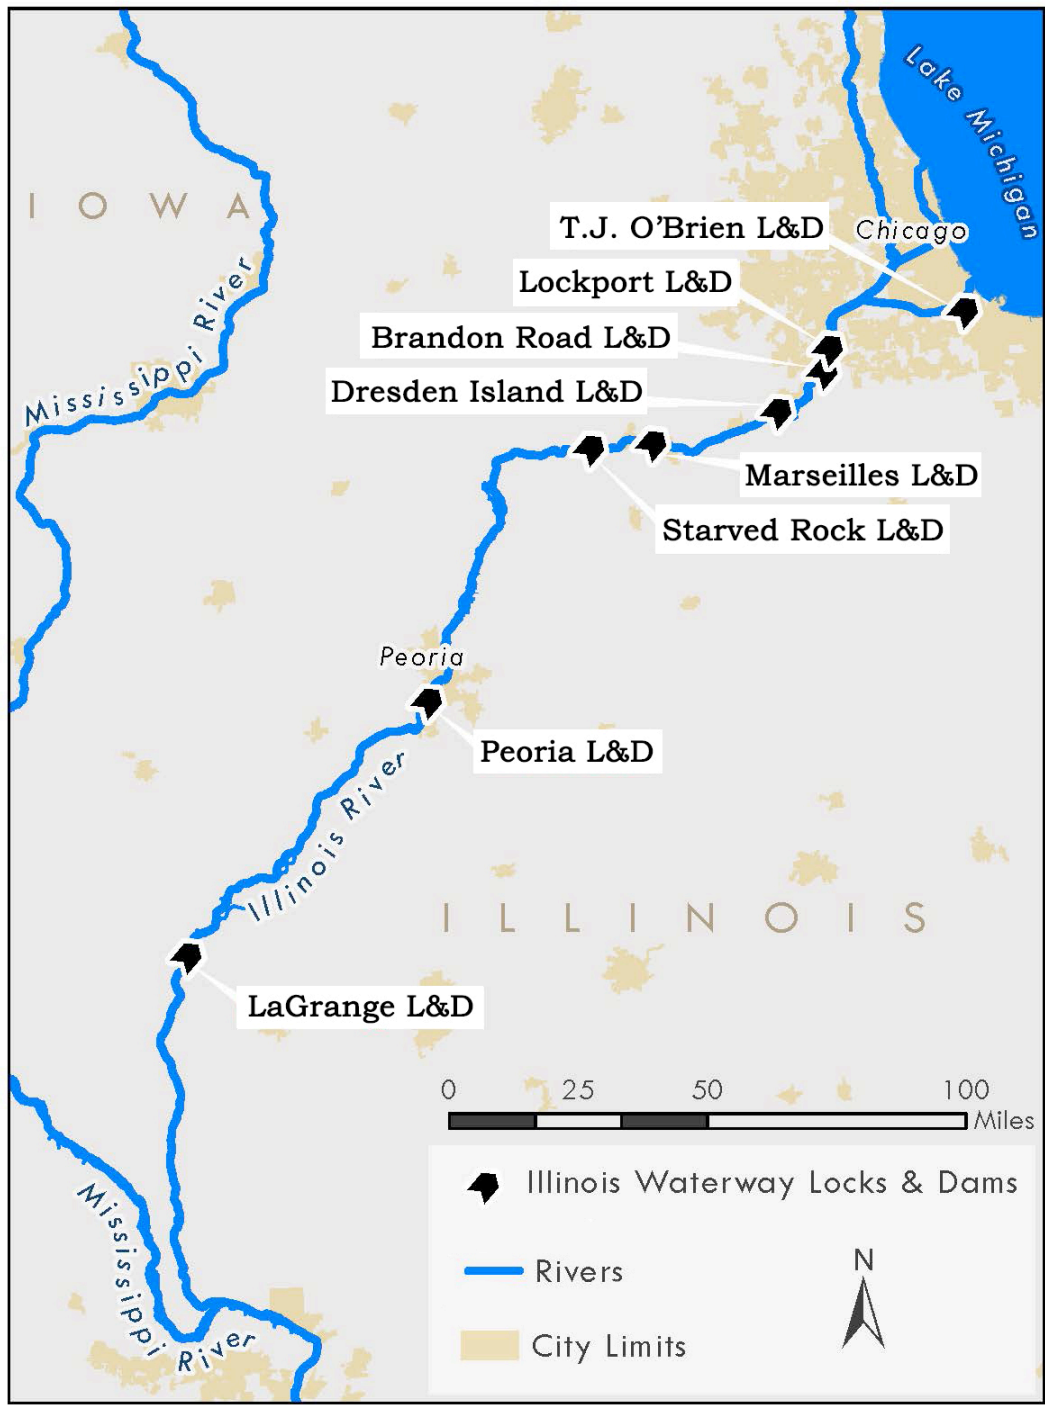 Lake Michigan
IOWA
T.J. O'Brien L&D
Chicago
Lockport L&D
Mississippi River
Brandon Road L&D
Dresden Island L&D
Marseilles L&D
Starved Rock L&D
Peoria
Peoria L&D
Illinois River
ILLINOIS
LaGrange L&D
0 25 50 100
Miles
Illinois Waterway Locks & Dams
Mississippi River
Rivers
N
City Limits